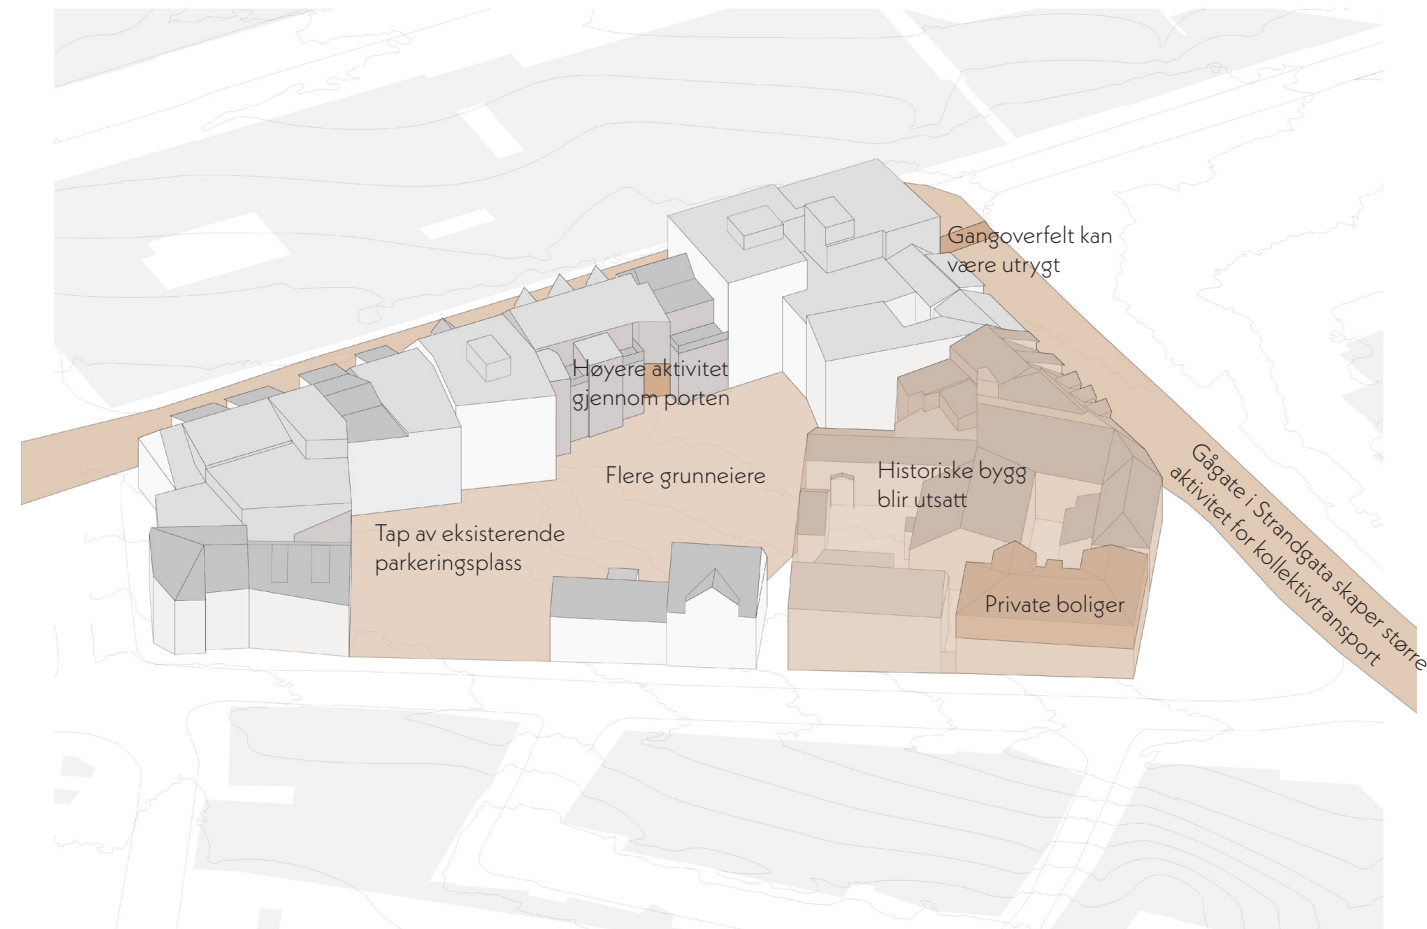 Gangoverfelt kan
være utrygt
Høyere aktivitet
gjennom porten
Flere grunneiere
Historiske bygg
blir utsatt
Gågate i Strandgata skaper større
aktivitet for kollektivtransport
Tap av eksisterende
parkeringsplass
Private boliger